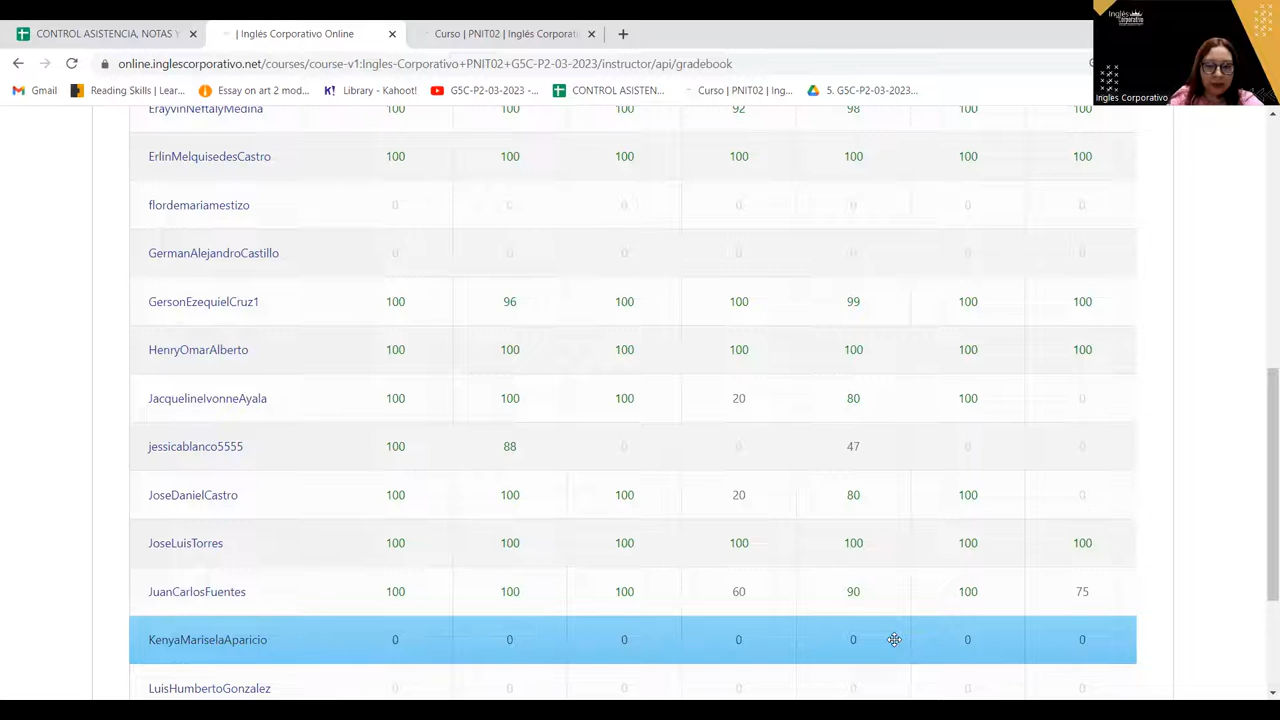 CONTROL ASISTENCIA, NOTAS Y
| Inglés Corporativo Online
Curso | PNIT02 | Inglés Corporati
online.inglescorporativo.net/courses/course-v1:Ingles-Corporativo+PNIT02+G5C-P2-03-2023/instructor/api/gradebook
Gmail
Reading Skills | Lear...
Essay on art 2 mod...
Library - Kahoot!
G5C-P2-03-2023 -...
CONTROL ASISTEN...
Curso | PNIT02 | Ing...
5. G5C-P2-03-2023...
Inglés
Corporativo
Ingles Corporativo
ErayvinNeftalyMedina 100 100 100 92 98 100 100
ErlinMelquisedesCastro 100 100 100 100 100 100 100
flordemariamestizo 0 0 0 0 0 0 0
GermanAlejandroCastillo 0 0 0 0 0 0 0
GersonEzequielCruz1 100 96 100 100 99 100 100
HenryOmarAlberto 100 100 100 100 100 100 100
JacquelineIvonneAyala 100 100 100 20 80 100 0
jessicablanco5555 100 88 0 0 47 0 0
JoseDanielCastro 100 100 100 20 80 100 0
JoseLuisTorres 100 100 100 100 100 100 100
JuanCarlosFuentes 100 100 100 60 90 100 75
KenyaMariselaAparicio 0 0 0 0 0 0 0
LuisHumbertoGonzalez 0 0 0 0 0 0 0